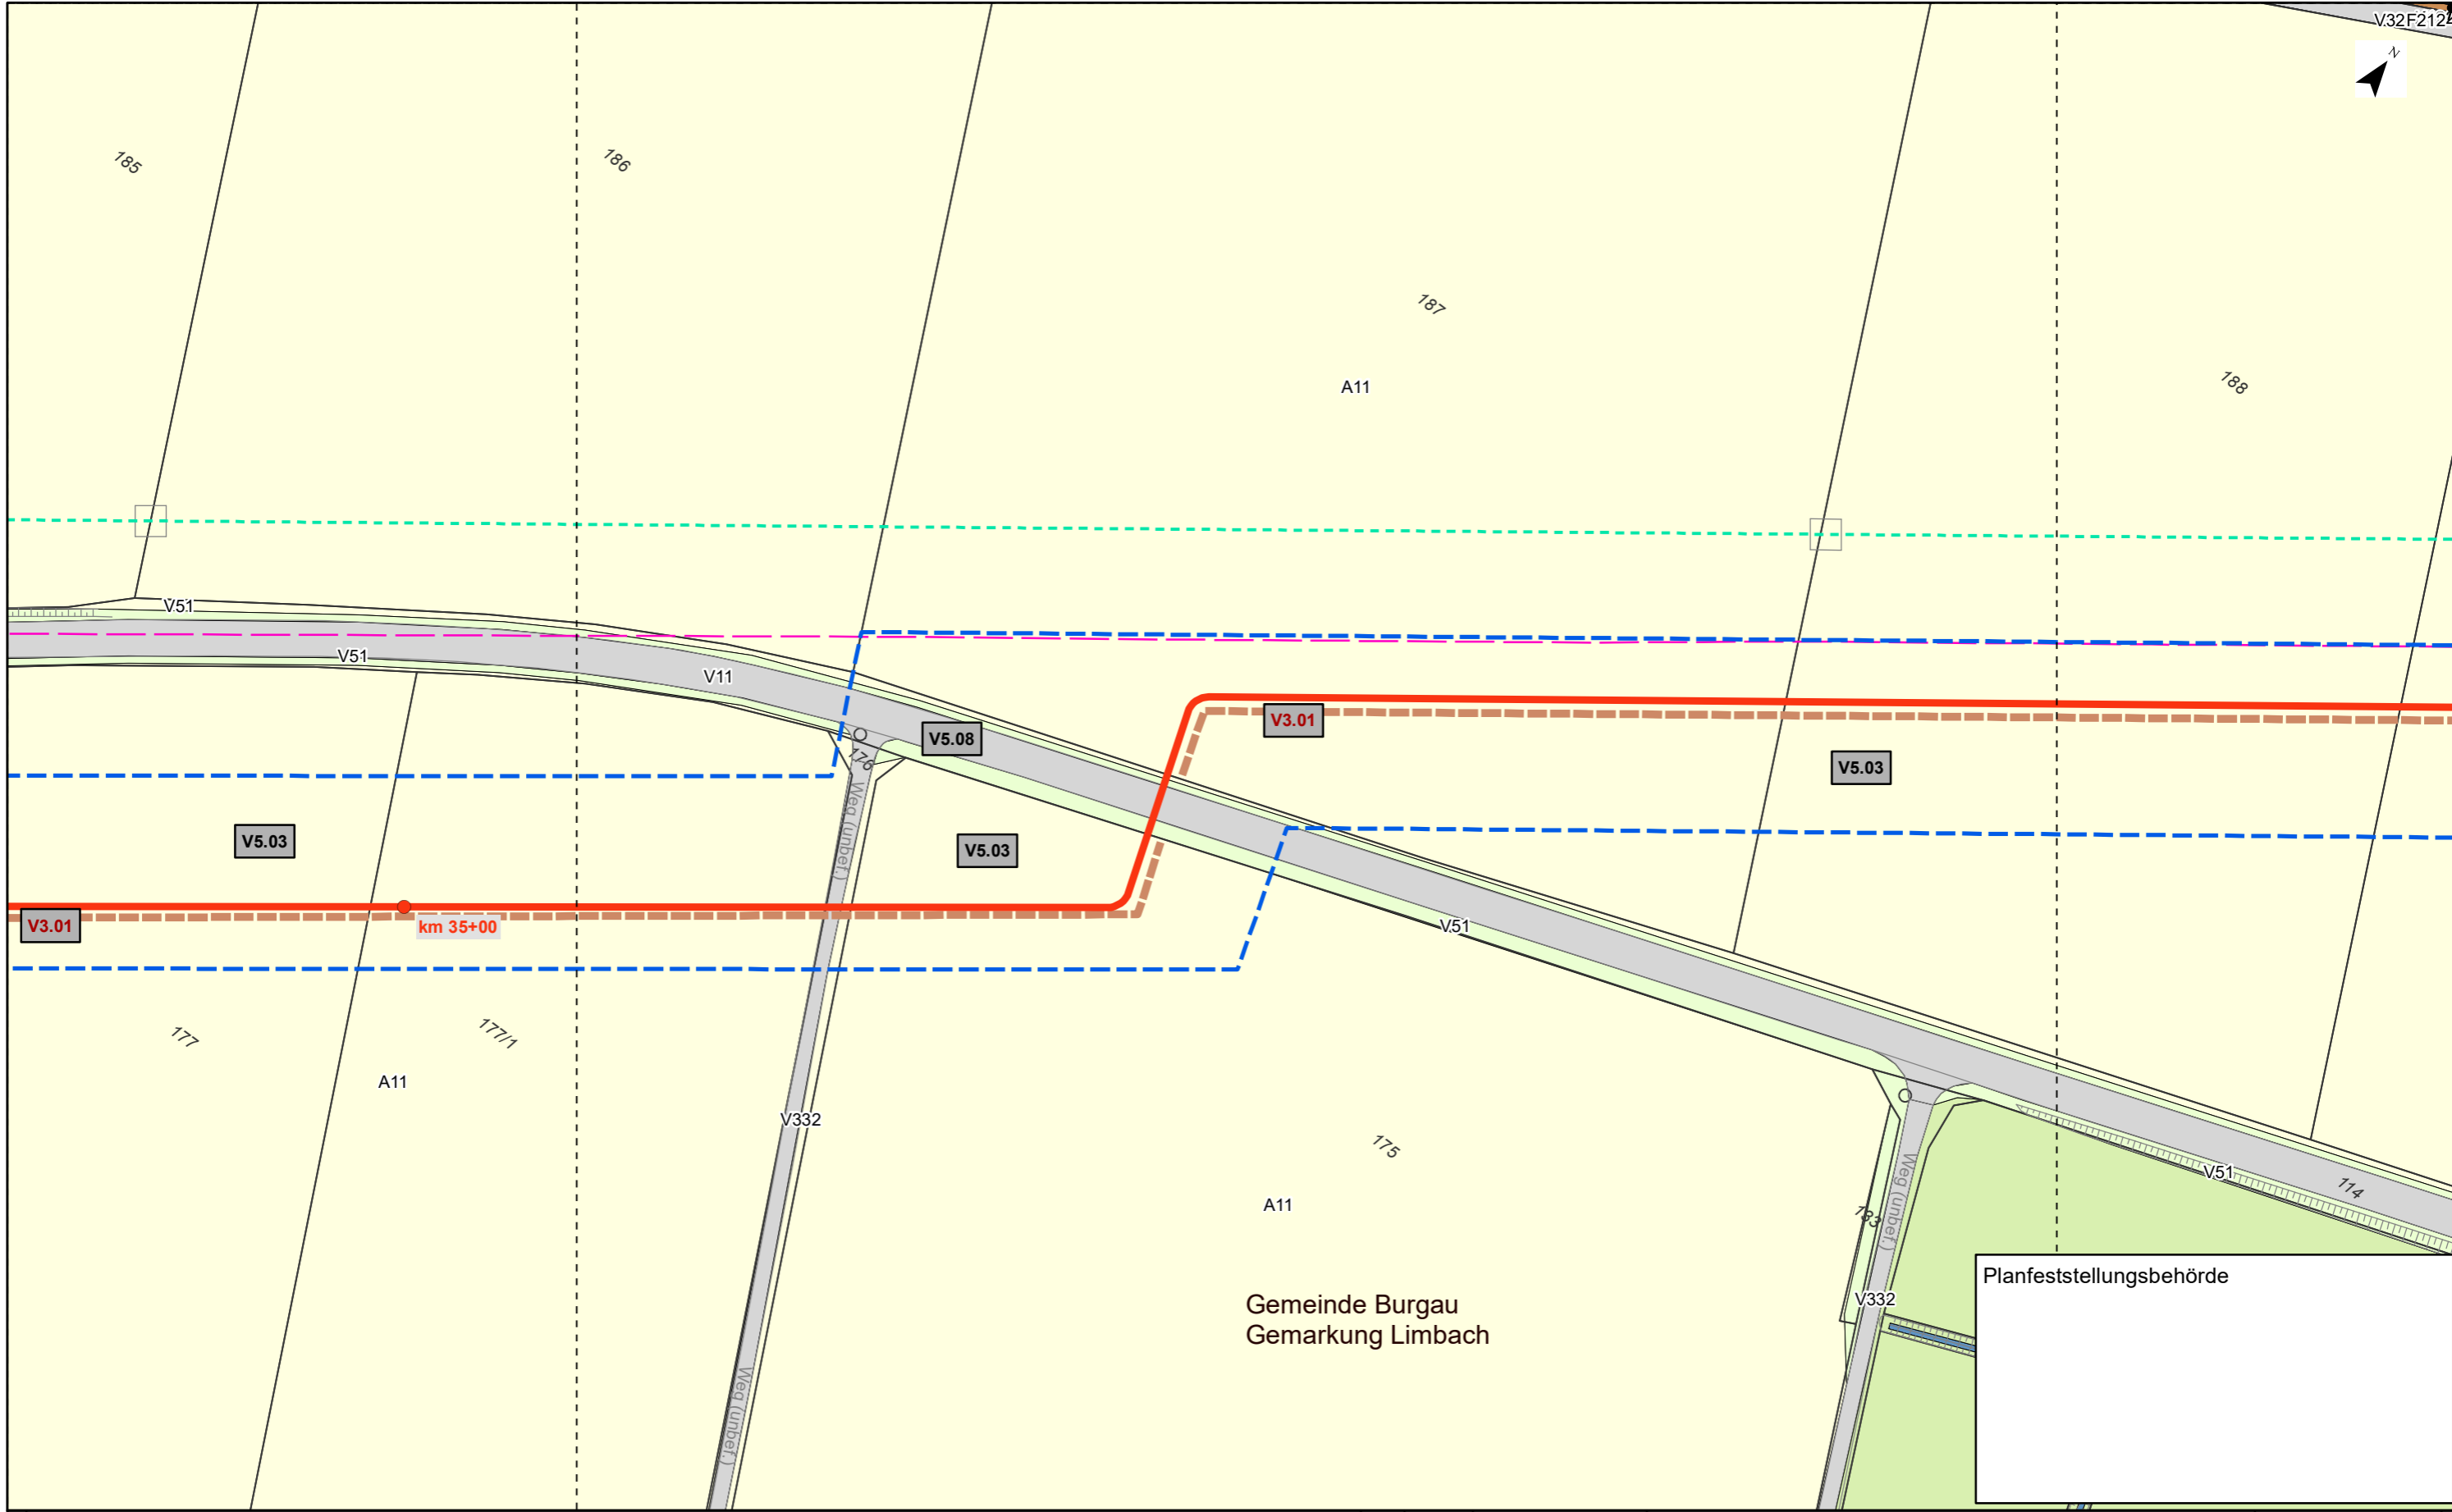 V32F212
N
185
186
187
A11
188
V51
V51
V11
V5.08
176
V3.01
V5.03
V5.03
V5.03
Weg (unbef.)
V3.01
km 35+00
V51
177
177/1
A11
V332
175
A11
Weg (unbef.)
V51
114
183
Gemeinde Burgau
Gemarkung Limbach
V332
Planfeststellungsbehörde
Weg (unbef.)